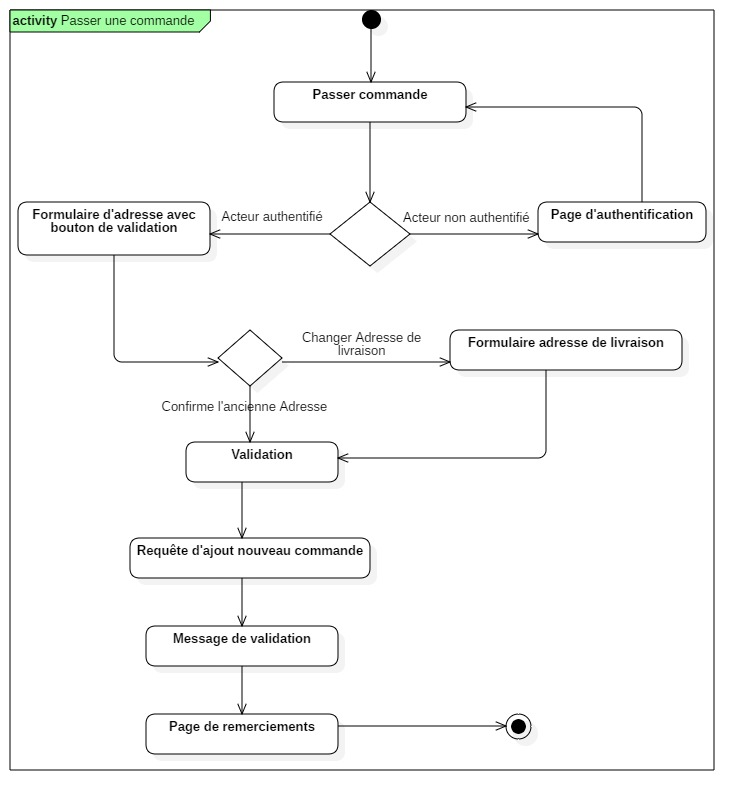 activity Passer une commande
Passer commande
Formulaire d'adresse avec
bouton de validation
Acteur authentifié
Acteur non authentifié
Page d'authentification
Changer Adresse de
livraison
Formulaire adresse de livraison
Confirme l'ancienne Adresse
Validation
Requête d'ajout nouveau commande
Message de validation
Page de remerciements